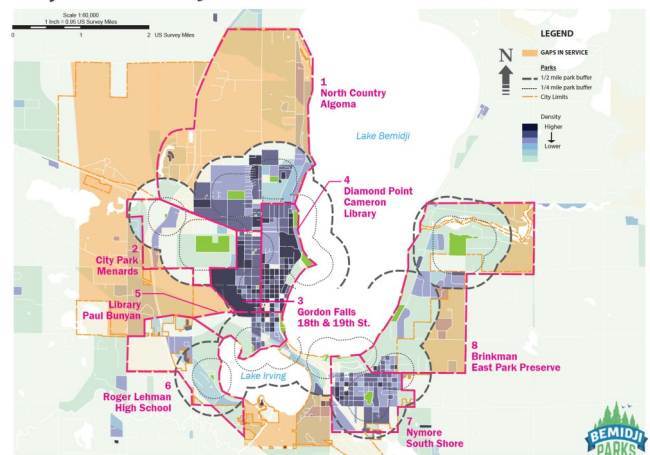 Scale 1:60,000
1 Inch = 0.95 US Survey Miles
0
1
2
US Survey Miles
LEGEND
N
GAPS IN SERVICE
Parks
1/2 mile park buffer
1/4 mile park buffer
City Limits
Density
Higher
Lower
1
North Country
Algoma
Lake Bemidji
4
Diamond Point
Cameron
Library
2
City Park
Menards
5
Library
Paul Bunyan
3
Gordon Falls
18th & 19th St.
Lake Irving
6
Roger Lehman
High School
8
Brinkman
East Park Preserve
7
Nymore
South Shore
BEMIDJI
PARKS